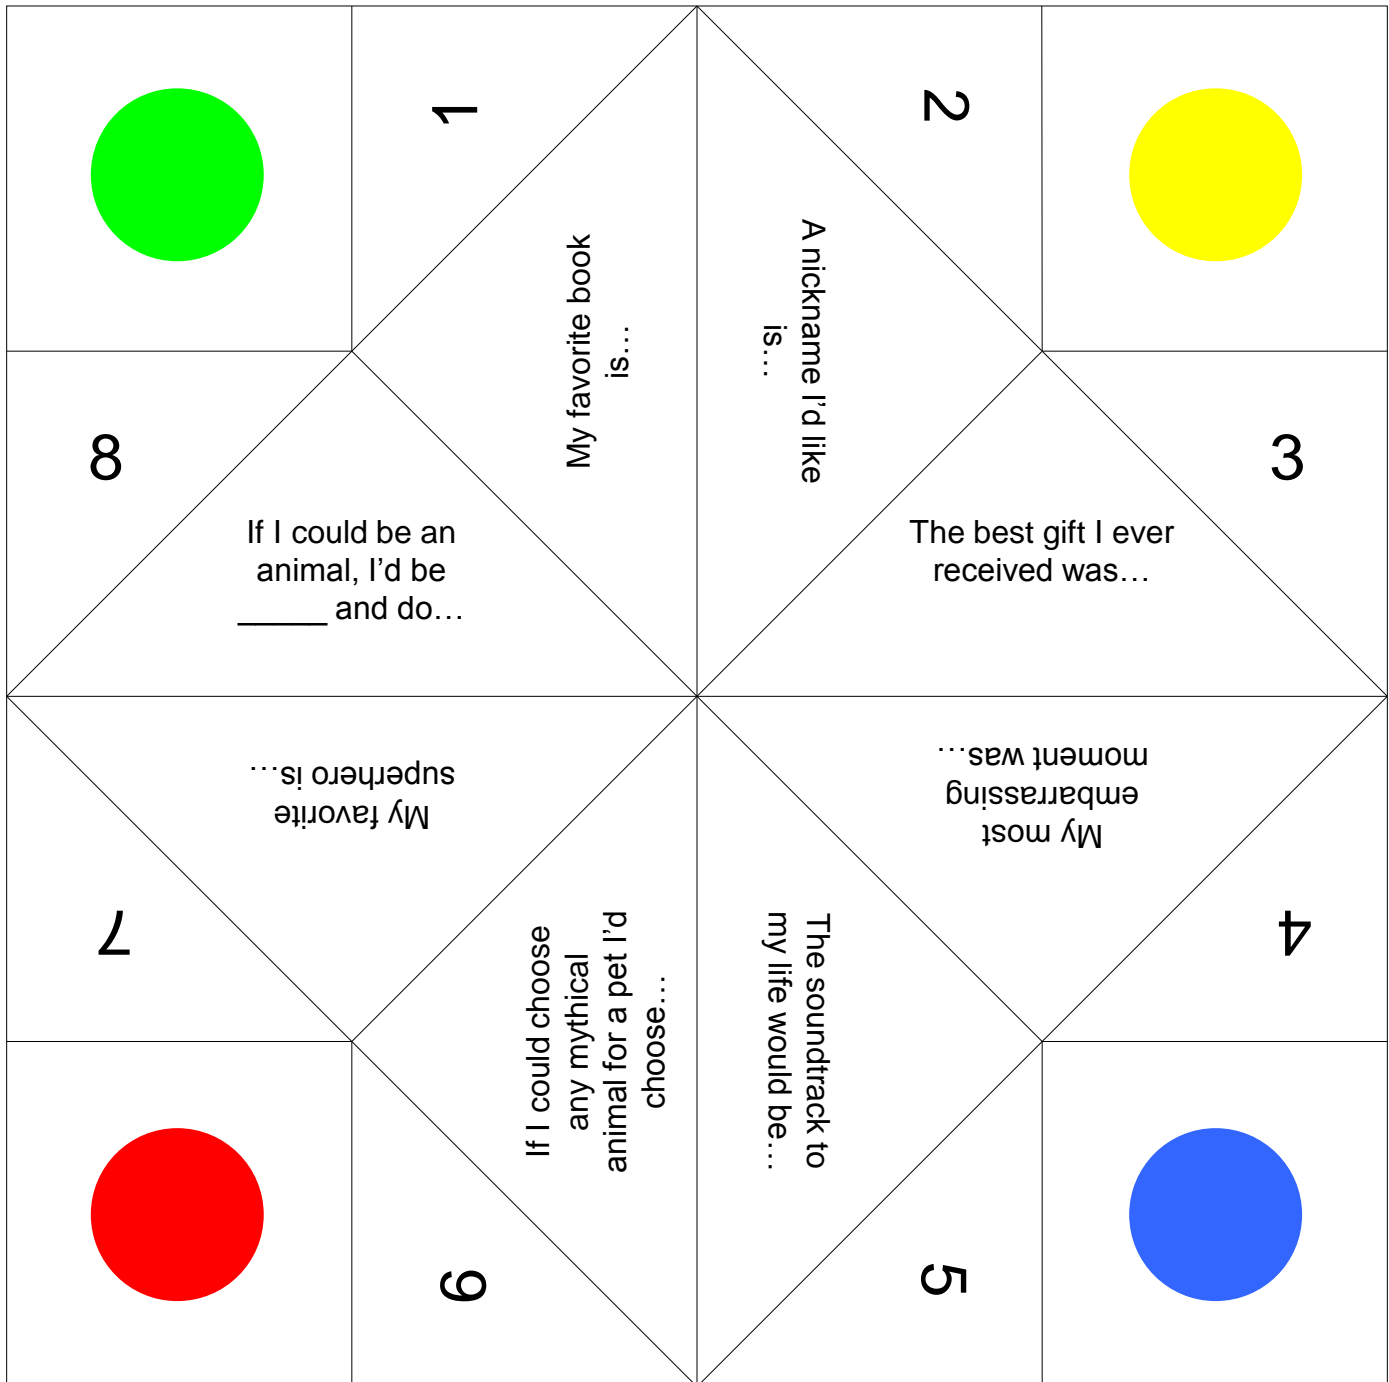 1
2
My favorite book
is…
A nickname I’d like
is…
8
3
If I could be an
animal, I’d be
_____ and do…
The best gift I ever
received was…
My favorite
superhero is…
My most
embarrassing
moment was…
7
4
If I could choose
any mythical
animal for a pet I’d
choose…
The soundtrack to
my life would be…
6
5